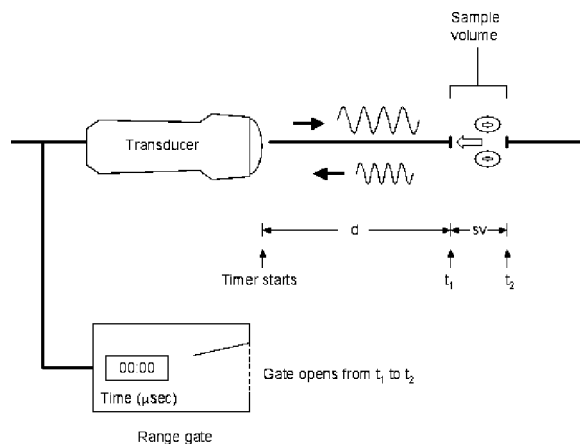 Sample
volume
Transducer
d
sv
Timer starts
t₁
t₂
00:00
Time (μsec)
Gate opens from t₁ to t₂
Range gate